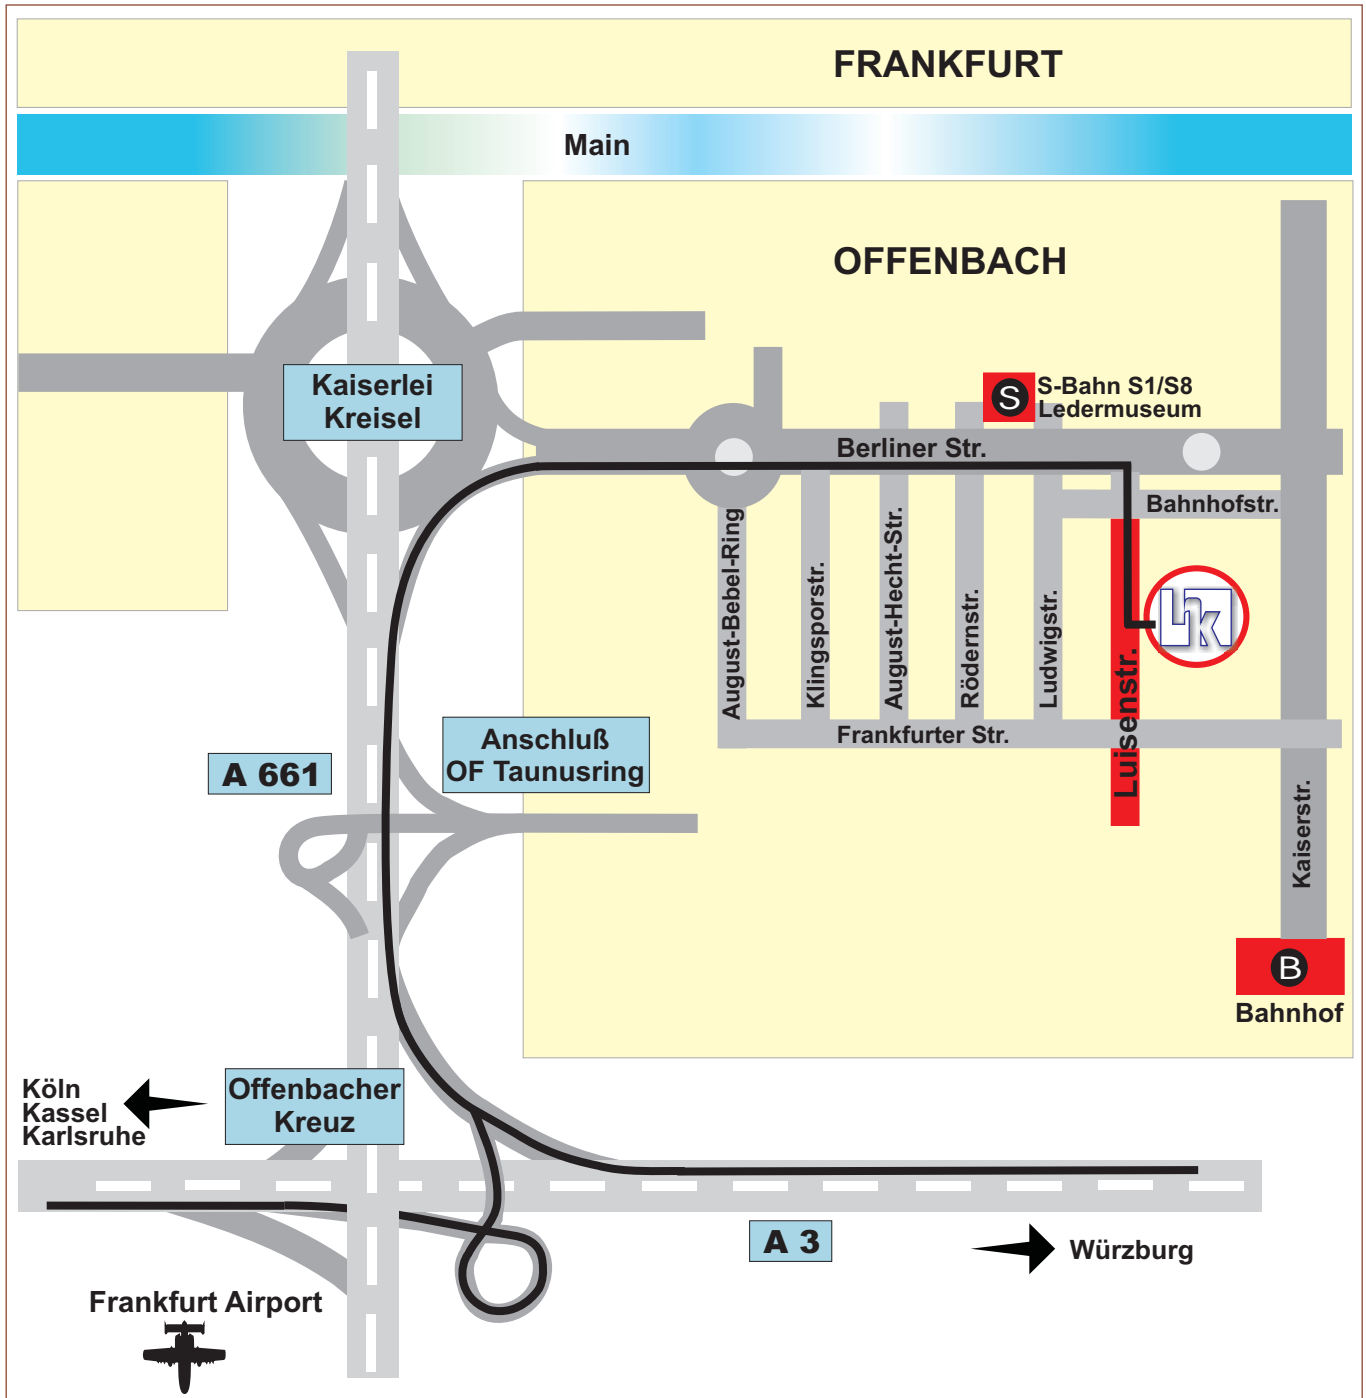 FRANKFURT
Main
OFFENBACH
Kaiserlei
Kreisel
S
S-Bahn S1/S8
Ledermuseum
Berliner Str.
Bahnhofstr.
August-Bebel-Ring
Klingsporstr.
August-Hecht-Str.
Rödernstr.
Ludwigstr.
Luisenstr.
hk
Frankfurter Str.
Anschluß
OF Taunusring
A 661
Kaiserstr.
B
Bahnhof
Köln
Kassel
Karlsruhe
Offenbacher
Kreuz
A 3
Würzburg
Frankfurt Airport